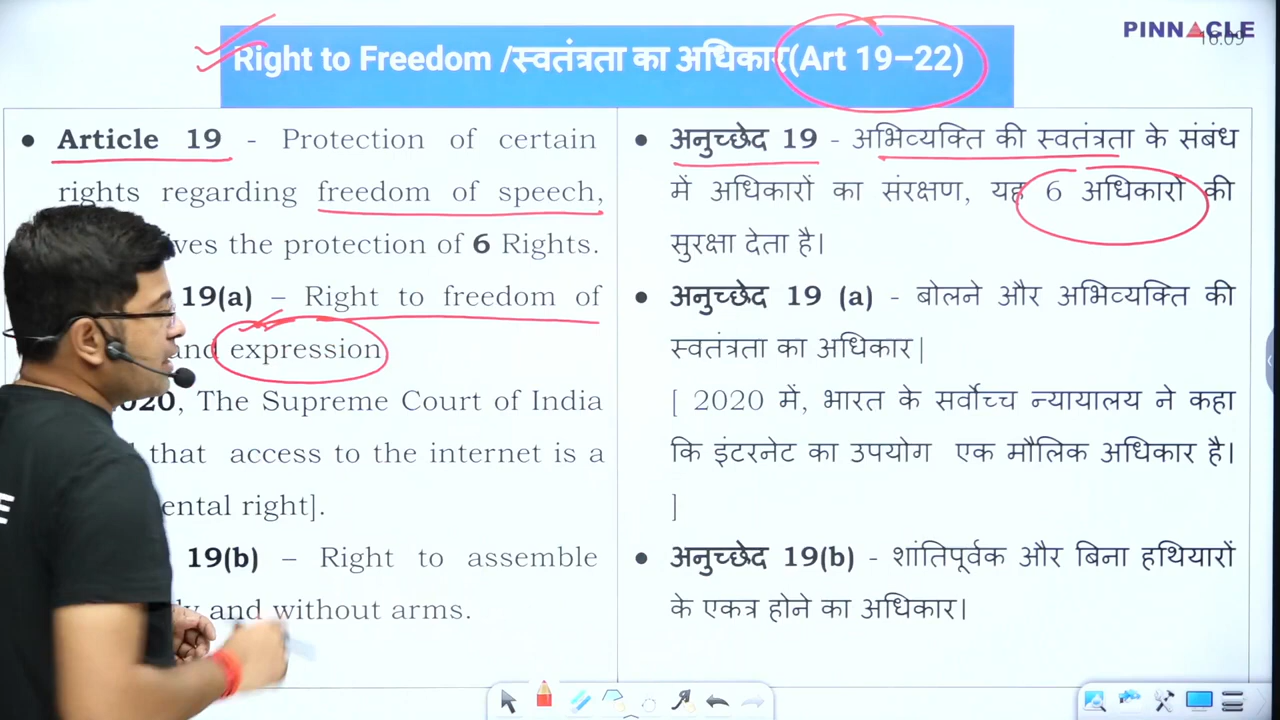 PINNACLE
16:09
Right to Freedom /स्वतंत्रता का अधिकार(Art 19–22)
Article 19 - Protection of certain
rights regarding freedom of speech,
ives the protection of 6 Rights.
19(a) – Right to freedom of
and expression
2020, The Supreme Court of India
that access to the internet is a
ental right].
19(b) – Right to assemble
ly and without arms.
अनुच्छेद 19 - अभिव्यक्ति की स्वतंत्रता के संबंध
में अधिकारों का संरक्षण, यह 6 अधिकारों की
सुरक्षा देता है।
अनुच्छेद 19 (a) - बोलने और अभिव्यक्ति की
स्वतंत्रता का अधिकार|
[ 2020 में, भारत के सर्वोच्च न्यायालय ने कहा
कि इंटरनेट का उपयोग एक मौलिक अधिकार है।
]
अनुच्छेद 19(b) - शांतिपूर्वक और बिना हथियारों
के एकत्र होने का अधिकार।